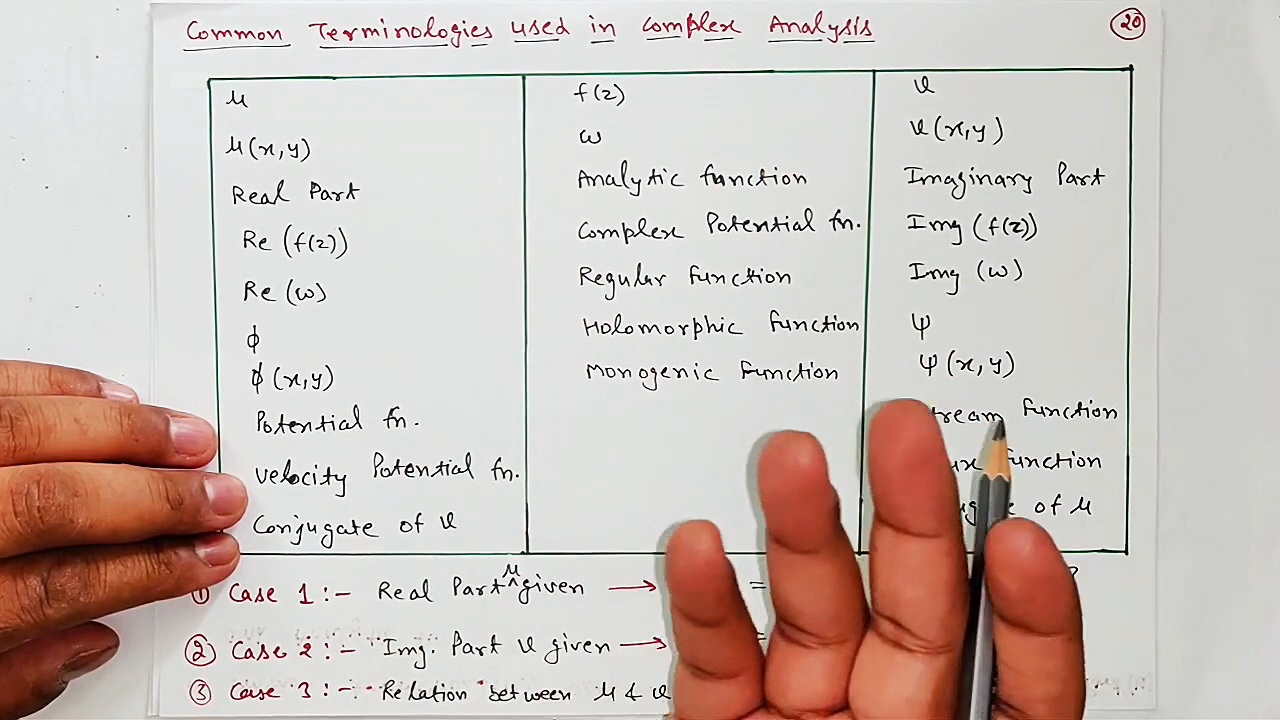 Common Terminologies used in Complex Analysis
20
μ
μ(x,y)
Real Part
Re (f(z))
Re (ω)
ϕ
ϕ (x,y)
Potential fn.
velocity Potential fn.
Conjugate of v
f(z)
ω
Analytic function
Complex Potential fn.
Regular function
Holomorphic function
Monogenic function
v
v(x,y)
Imaginary Part
Img (f(z))
Img (ω)
ψ
ψ (x,y)
function
function
of μ
① Case 1 :- Real Part μ given → =
② Case 2 :- Img. Part v given → =
③ Case 3 :- Relation between μ & v